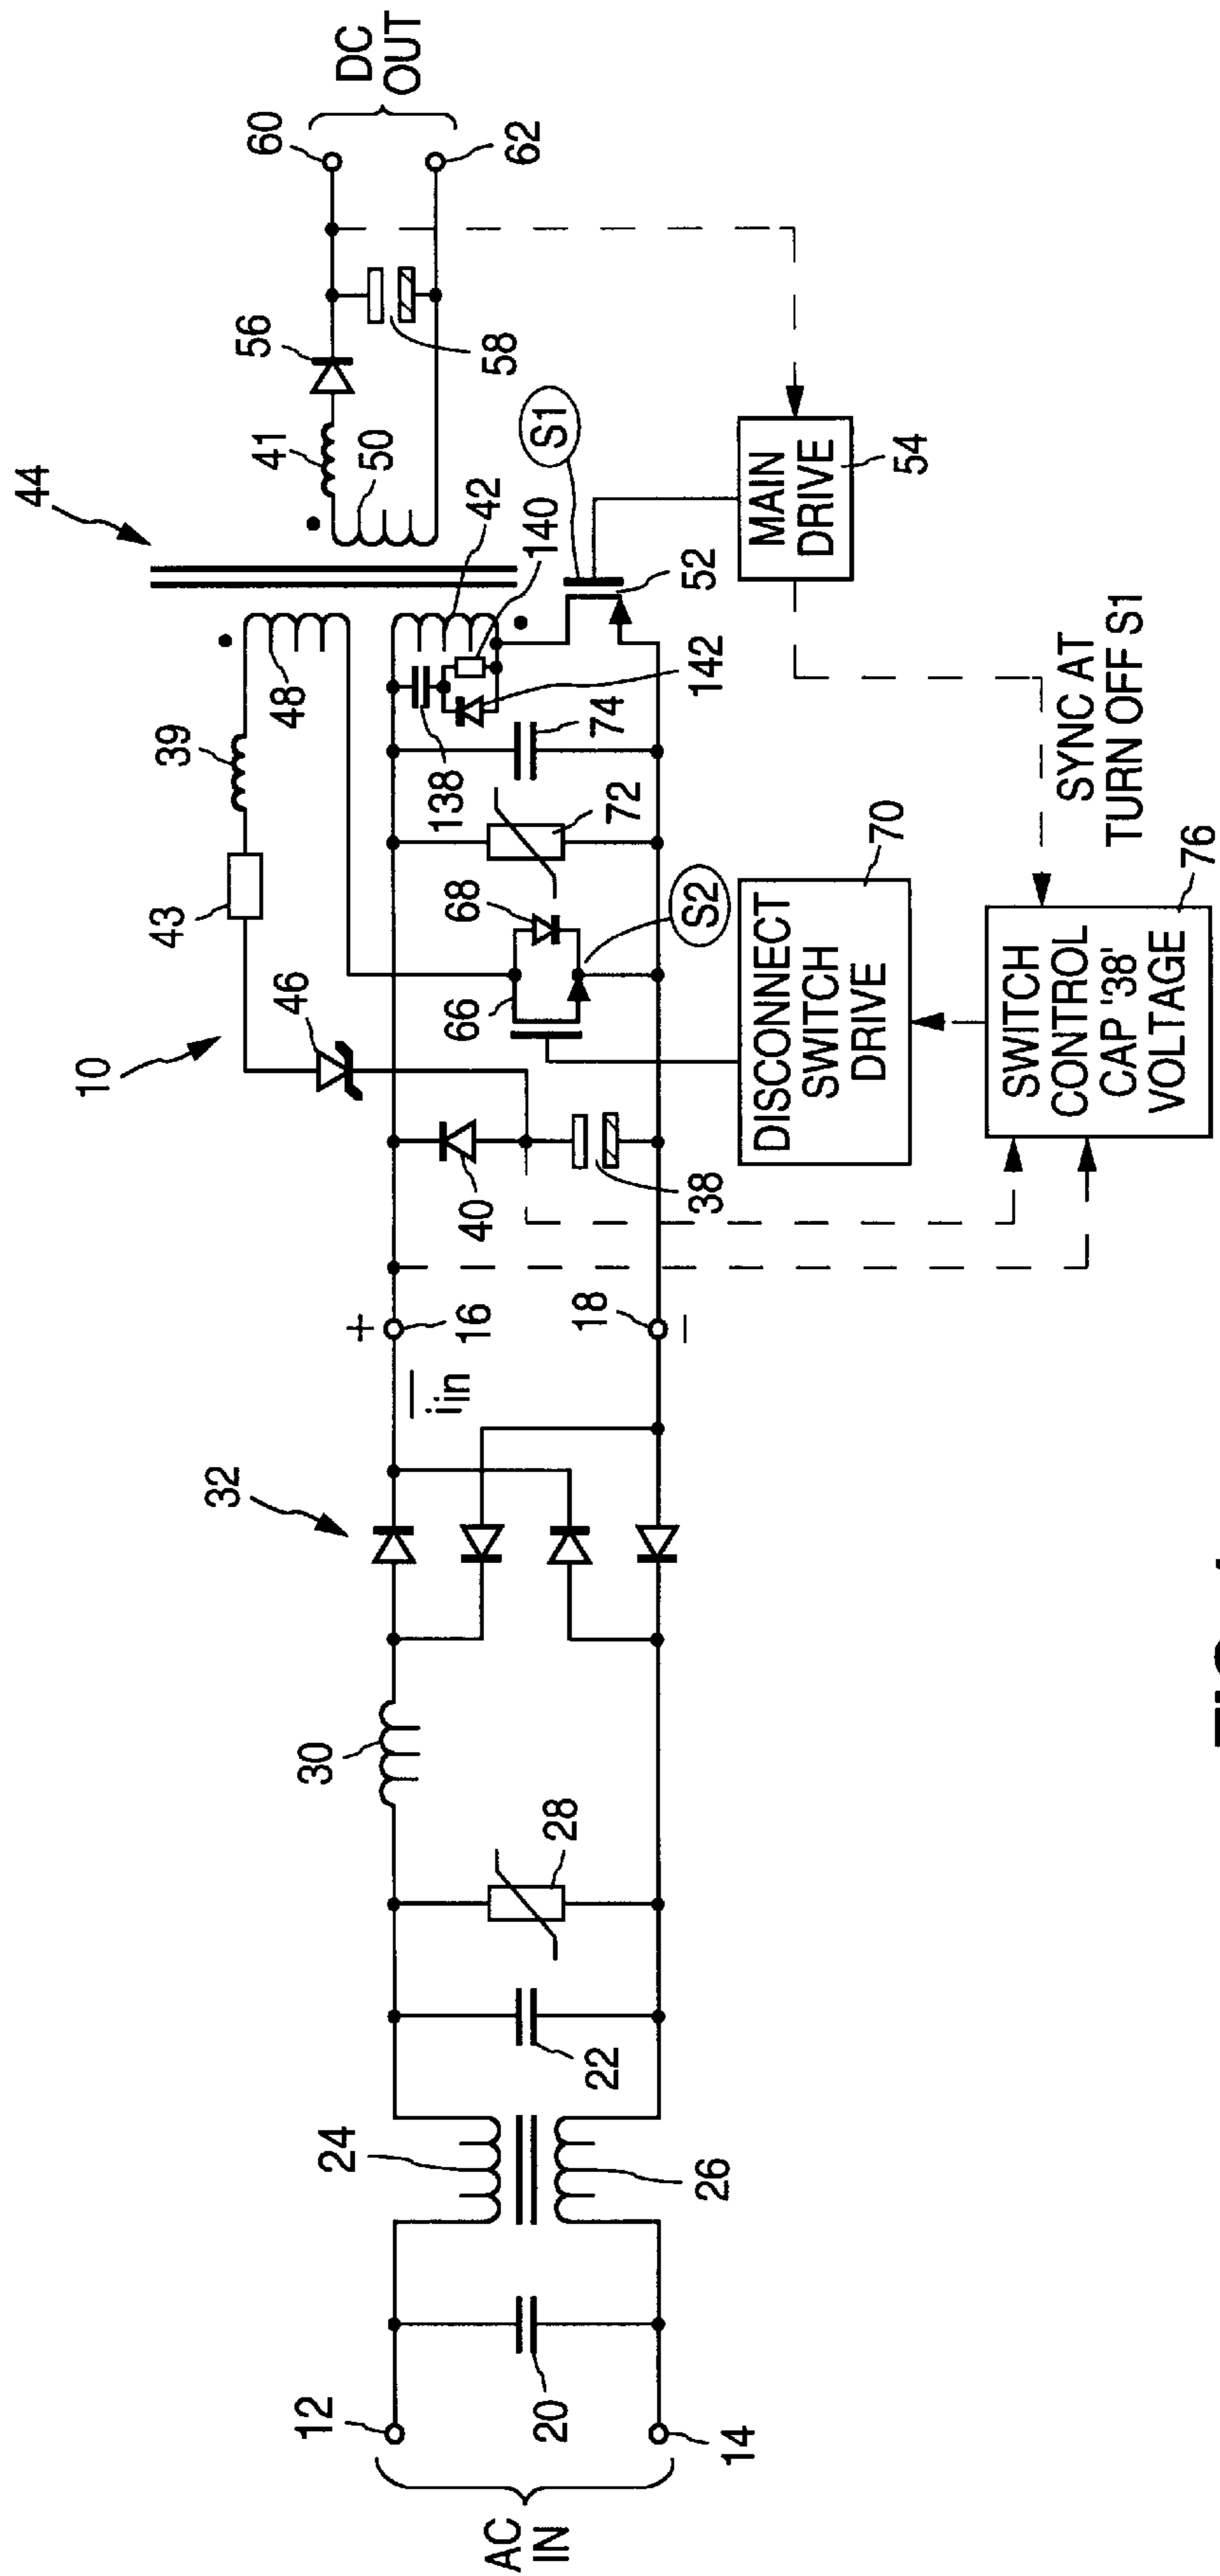 10
44
32
DC
OUT
60
62
56
58
41
50
42
140
S1
52
MAIN
DRIVE
54
48
39
43
46
138
142
74
72
68
66
S2
70
DISCONNECT
SWITCH
DRIVE
SYNC AT
TURN OFF S1
SWITCH
CONTROL
CAP '38'
VOLTAGE
76
40
38
+
16
18
–
i in
30
28
22
24
26
20
12
14
AC
IN